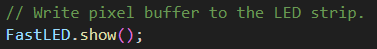 // Write pixel buffer to the LED strip.
FastLED.show();